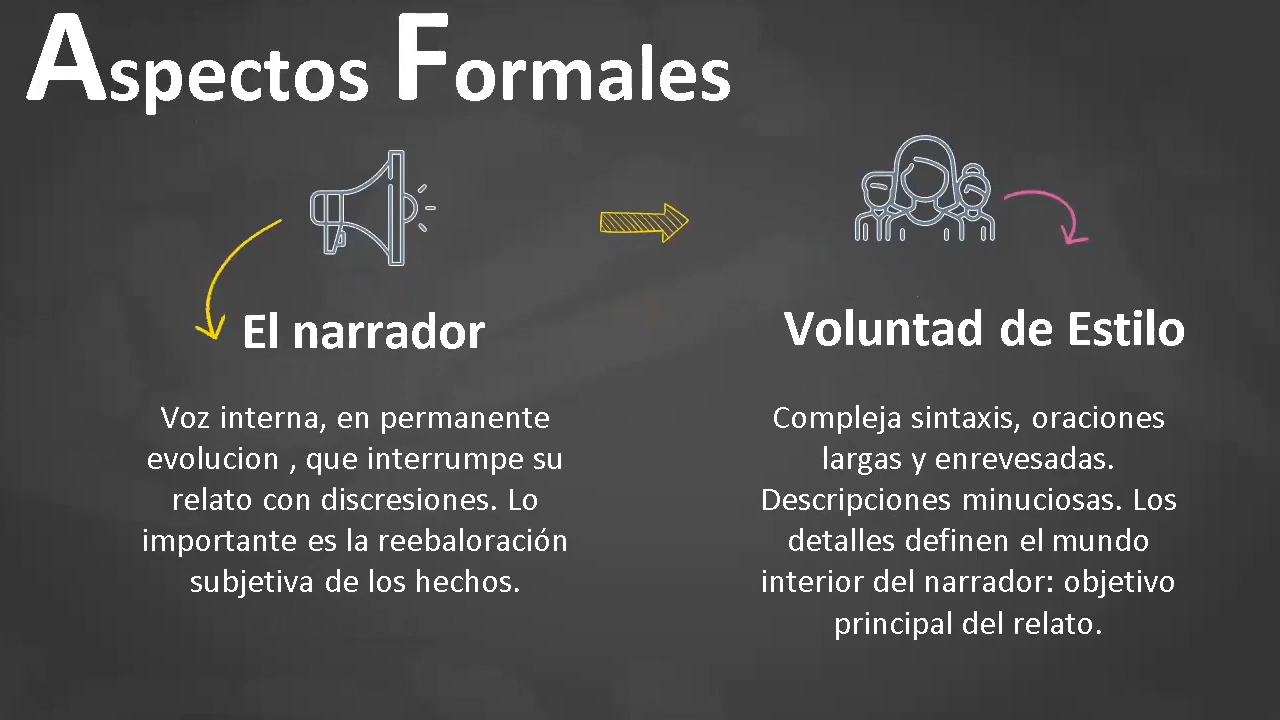 Aspectos Formales
El narrador
Voz interna, en permanente
evolucion , que interrumpe su
relato con discresiones. Lo
importante es la reebaloración
subjetiva de los hechos.
Voluntad de Estilo
Compleja sintaxis, oraciones
largas y enrevesadas.
Descripciones minuciosas. Los
detalles definen el mundo
interior del narrador: objetivo
principal del relato.